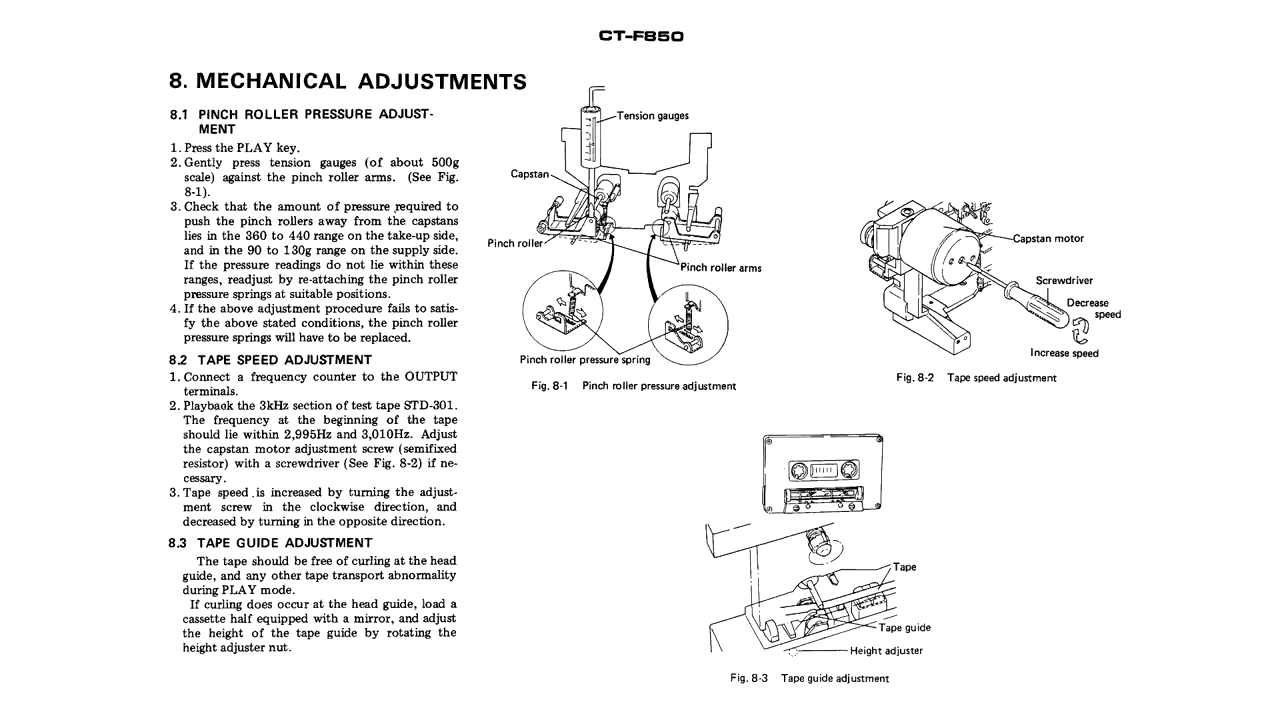 CT-F850
8. MECHANICAL ADJUSTMENTS
8.1 PINCH ROLLER PRESSURE ADJUST-
MENT
1. Press the PLAY key.
2. Gently press tension gauges (of about 500g
scale) against the pinch roller arms. (See Fig.
8-1).
3. Check that the amount of pressure required to
push the pinch rollers away from the capstans
lies in the 360 to 440 range on the take-up side,
and in the 90 to 130g range on the supply side.
If the pressure readings do not lie within these
ranges, readjust by re-attaching the pinch roller
pressure springs at suitable positions.
4. If the above adjustment procedure fails to satis-
fy the above stated conditions, the pinch roller
pressure springs will have to be replaced.
8.2 TAPE SPEED ADJUSTMENT
1. Connect a frequency counter to the OUTPUT
terminals.
2. Playbaok the 3kHz section of test tape STD-301.
The frequency at the beginning of the tape
should lie within 2,995Hz and 3,010Hz. Adjust
the capstan motor adjustment screw (semifixed
resistor) with a screwdriver (See Fig. 8-2) if ne-
cessary.
3. Tape speed .is increased by turning the adjust-
ment screw in the clockwise direction, and
decreased by turning in the opposite direction.
8.3 TAPE GUIDE ADJUSTMENT
The tape should be free of curling at the head
guide, and any other tape transport abnormality
during PLAY mode.
If curling does occur at the head guide, load a
cassette half equipped with a mirror, and adjust
the height of the tape guide by rotating the
height adjuster nut.
Tension gauges
Capstan
Pinch roller
Pinch roller arms
Pinch roller pressure spring
Fig. 8-1 Pinch roller pressure adjustment
Capstan motor
Screwdriver
Decrease
speed
Increase speed
Fig. 8-2 Tape speed adjustment
Tape
Tape guide
Height adjuster
Fig. 8-3 Tape guide adjustment